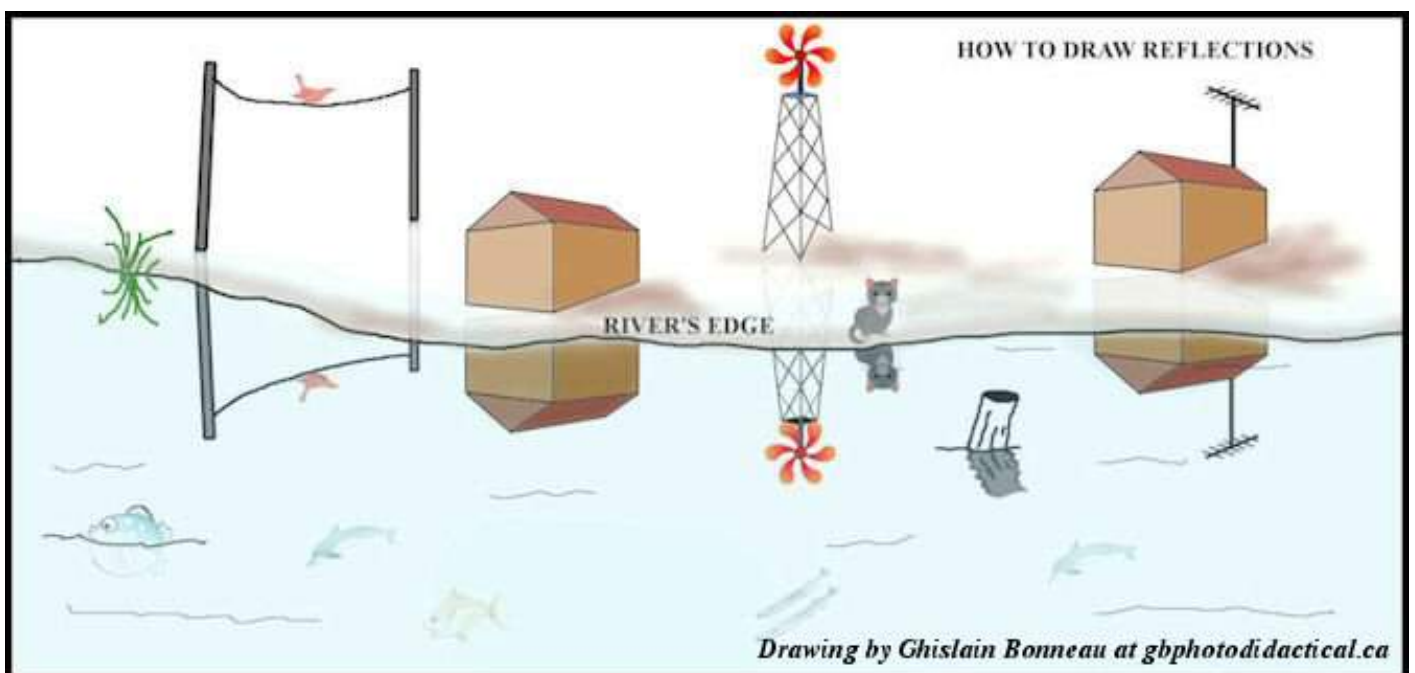 HOW TO DRAW REFLECTIONS
RIVER'S EDGE
Drawing by Ghislain Bonneau at gbphotodidactical.ca